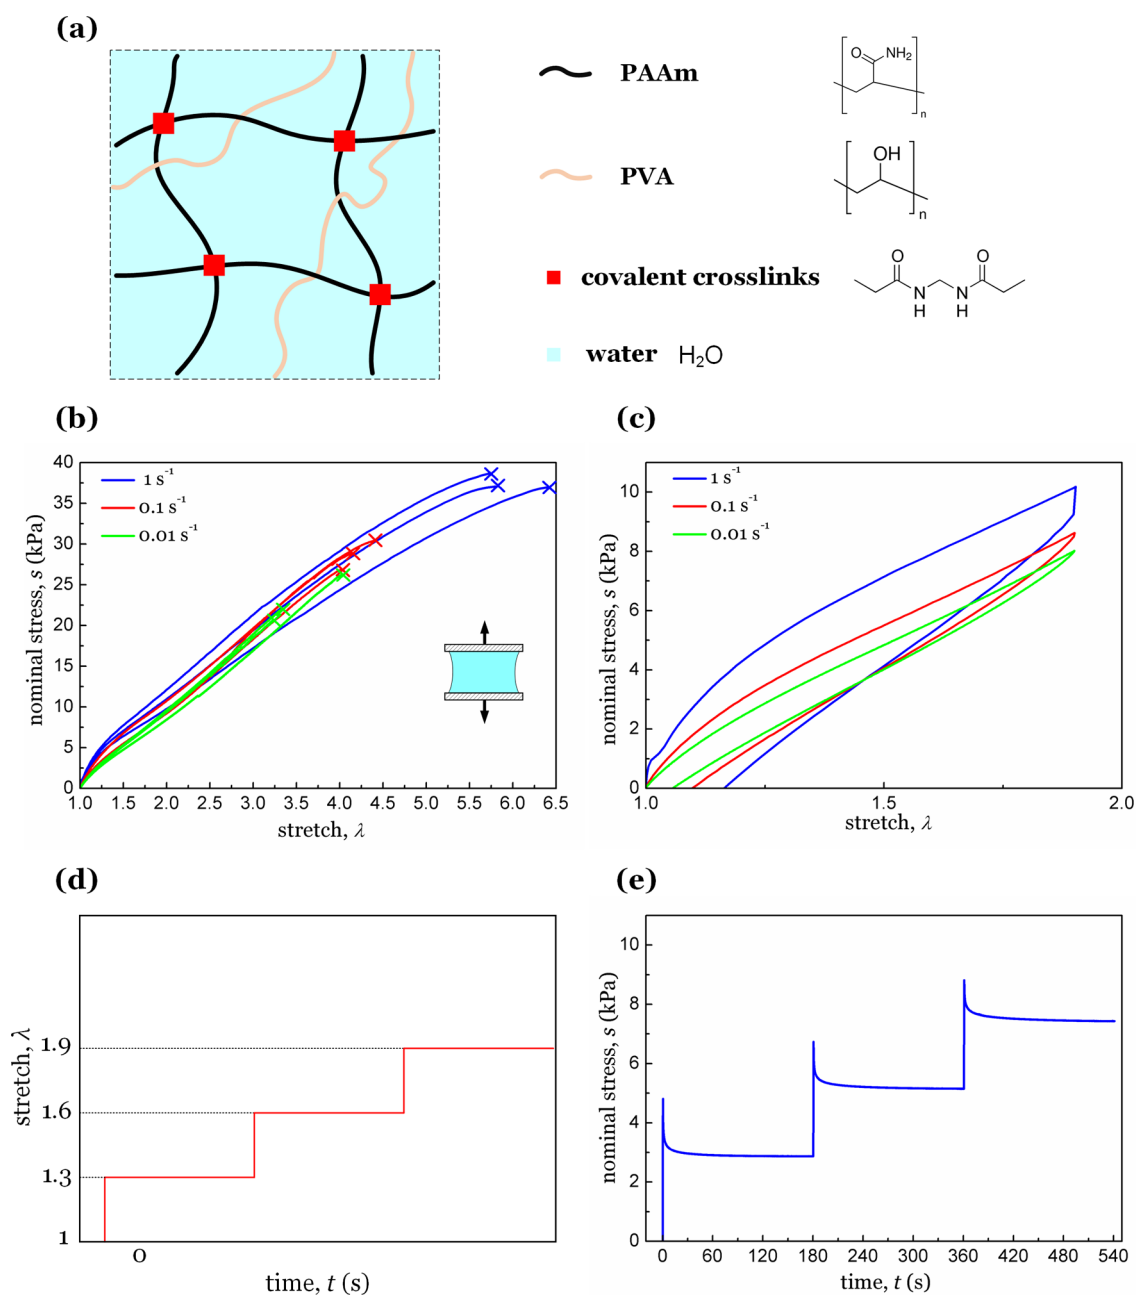 (a)
PAAm
O
NH₂
n
PVA
OH
n
covalent crosslinks
O O
N N
H H
water H₂O
(b)
40
35
30
25
20
15
10
5
0
1.0 1.5 2.0 2.5 3.0 3.5 4.0 4.5 5.0 5.5 6.0 6.5
nominal stress, s (kPa)
stretch, λ
1 s⁻¹
0.1 s⁻¹
0.01 s⁻¹
(c)
10
8
6
4
2
0
1.0 1.5 2.0
nominal stress, s (kPa)
stretch, λ
1 s⁻¹
0.1 s⁻¹
0.01 s⁻¹
(d)
stretch, λ
1.9
1.6
1.3
1
0
time, t (s)
(e)
nominal stress, s (kPa)
10
8
6
4
2
0
0 60 120 180 240 300 360 420 480 540
time, t (s)